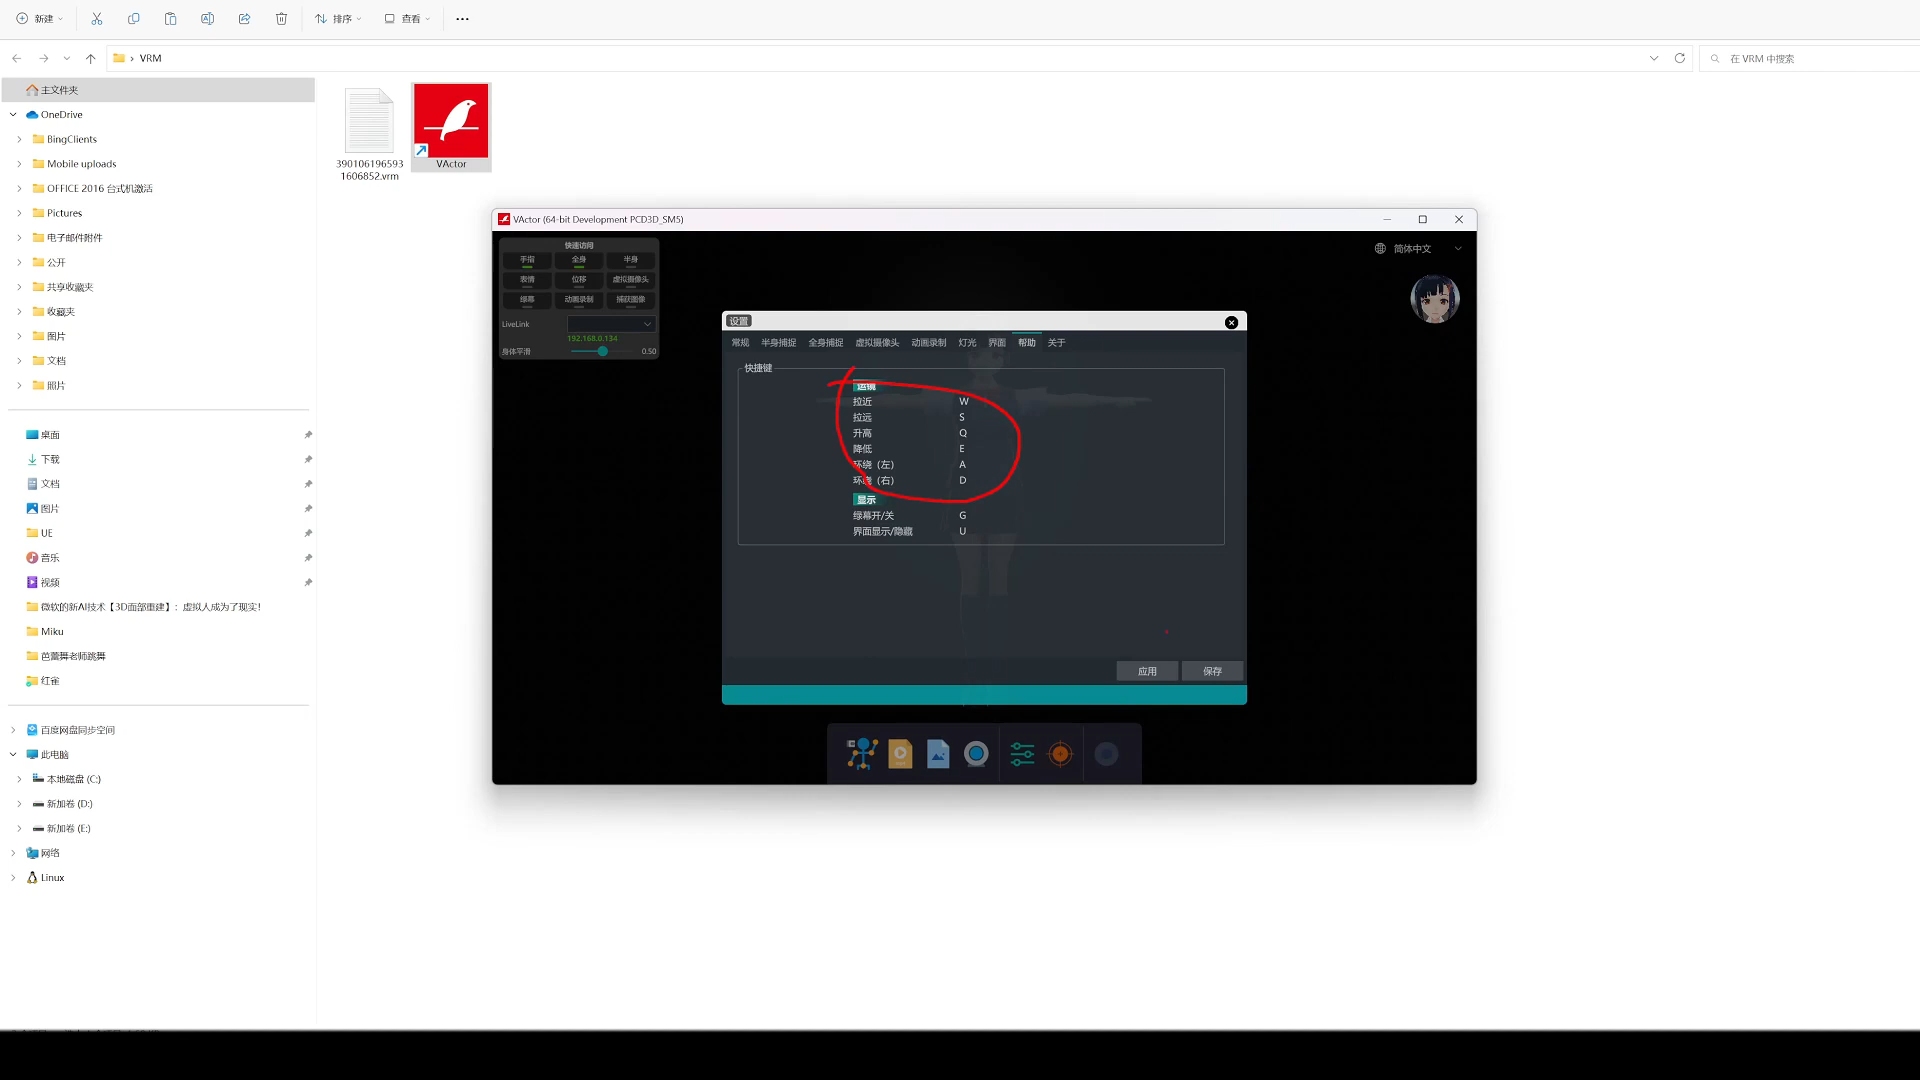 新建
排序
查看
VRM
在 VRM 中搜索
主文件夹
OneDrive
BingClients
Mobile uploads
OFFICE 2016 台式机激活
Pictures
电子邮件附件
公开
共享收藏夹
收藏夹
图片
文档
照片
桌面
下载
文档
图片
UE
音乐
视频
微软的新AI技术【3D面部重建】：虚拟人成为了现实!
Miku
芭蕾舞老师跳舞
红雀
百度网盘同步空间
此电脑
本地磁盘 (C:)
新加卷 (D:)
新加卷 (E:)
网络
Linux
390106196593
1606852.vrm
VActor
VActor (64-bit Development PCD3D_SM5)
快速访问
手指 全身 半身
表情 位移 虚拟摄像头
绿幕 动画录制 捕获图像
LiveLink
192.168.0.134
身体平滑 0.50
简体中文
设置
常规 半身捕捉 全身捕捉 虚拟摄像头 动画录制 灯光 界面 帮助 关于
快捷键
运镜
拉近 W
拉远 S
升高 Q
降低 E
环绕（左） A
环绕（右） D
显示
绿幕开/关 G
界面显示/隐藏 U
应用 保存